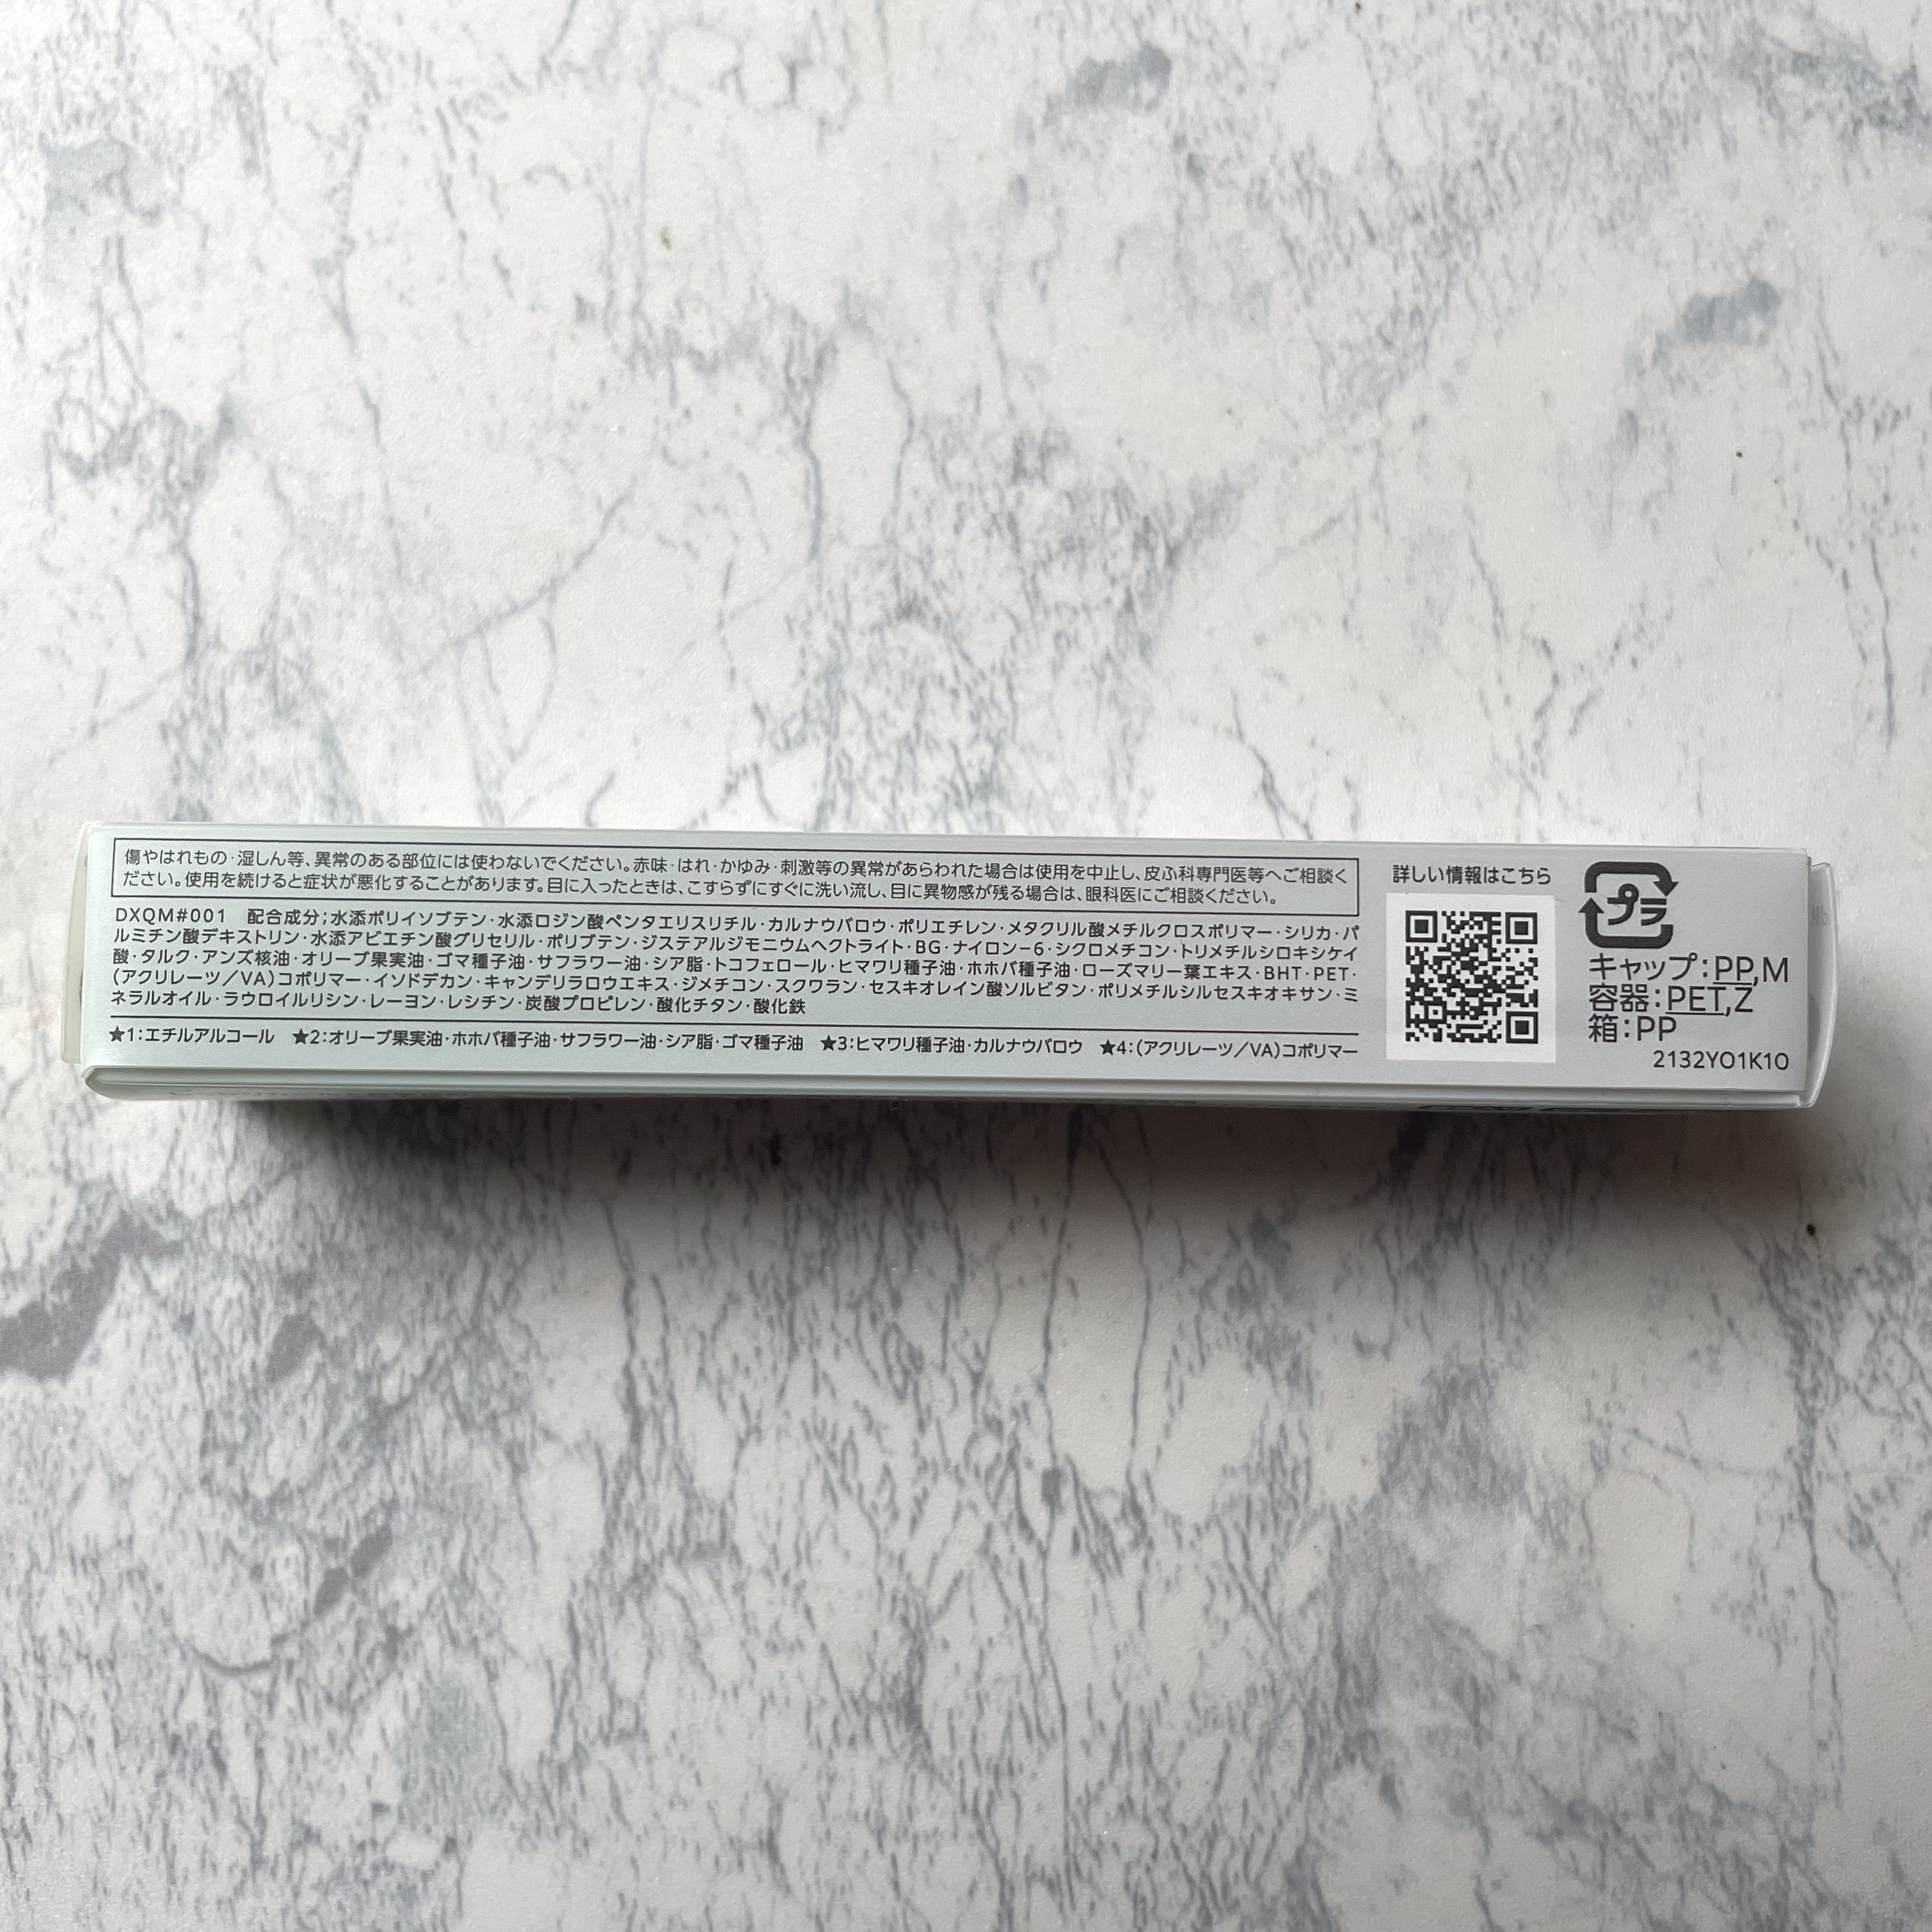 傷やはれもの・湿しん等、異常のある部位には使わないでください。赤味・はれ・かゆみ・刺激等の異常があらわれた場合は使用を中止し、皮ふ科専門医等へご相談く
ださい。使用を続けると症状が悪化することがあります。目に入ったときは、こすらずにすぐに洗い流し、目に異物感が残る場合は、眼科医にご相談ください。
DXQM#001　配合成分；水添ポリイソブテン・水添ロジン酸ペンタエリスリチル・カルナウバロウ・ポリエチレン・メタクリル酸メチルクロスポリマー・シリカ・パ
ルミチン酸デキストリン・水添アビエチン酸グリセリル・ポリブテン・ジステアルジモニウムヘクトライト・BG・ナイロン-6・シクロメチコン・トリメチルシロキシケイ
酸・タルク・アンズ核油・オリーブ果実油・ゴマ種子油・サフラワー油・シア脂・トコフェロール・ヒマワリ種子油・ホホバ種子油・ローズマリー葉エキス・BHT・PET・
（アクリレーツ／VA）コポリマー・イソドデカン・キャンデリラロウエキス・ジメチコン・スクワラン・セスキオレイン酸ソルビタン・ポリメチルシルセスキオキサン・ミ
ネラルオイル・ラウロイルリシン・レーヨン・レシチン・炭酸プロピレン・酸化チタン・酸化鉄
★1：エチルアルコール　★2：オリーブ果実油・ホホバ種子油・サフラワー油・シア脂・ゴマ種子油　★3：ヒマワリ種子油・カルナウバロウ　★4：（アクリレーツ／VA）コポリマー
詳しい情報はこちら
プラ
キャップ：PP,M
容器：PET,Z
箱：PP
2132YO1K10